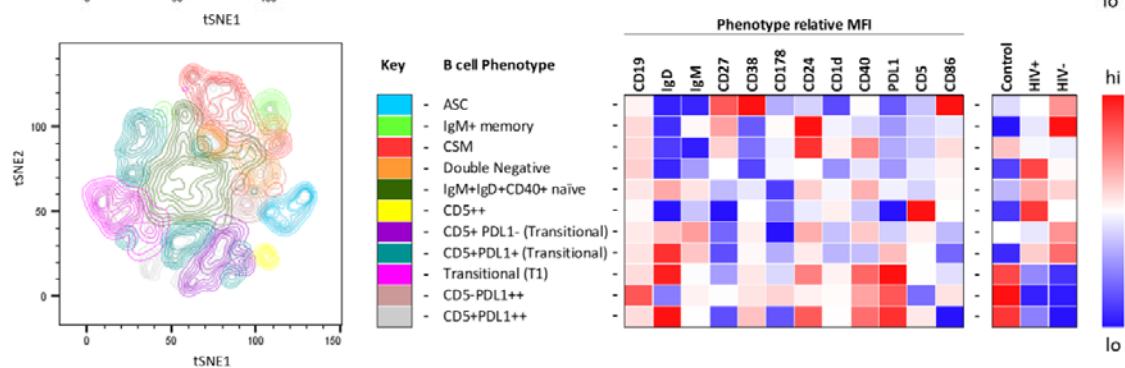 tSNE1
lo
Phenotype relative MFI
Key B cell Phenotype
CD19 IgD IgM CD27 CD38 CD178 CD24 CD1d CD40 PDL1 CD5 CD86
Control HIV+ HIV-
hi
- ASC
- IgM+ memory
- CSM
- Double Negative
- IgM+IgD+CD40+ naïve
- CD5++
- CD5+ PDL1- (Transitional)
- CD5+PDL1+ (Transitional)
- Transitional (T1)
- CD5-PDL1++
- CD5+PDL1++
lo
tSNE2
100
50
0
0 50 100 150
tSNE1